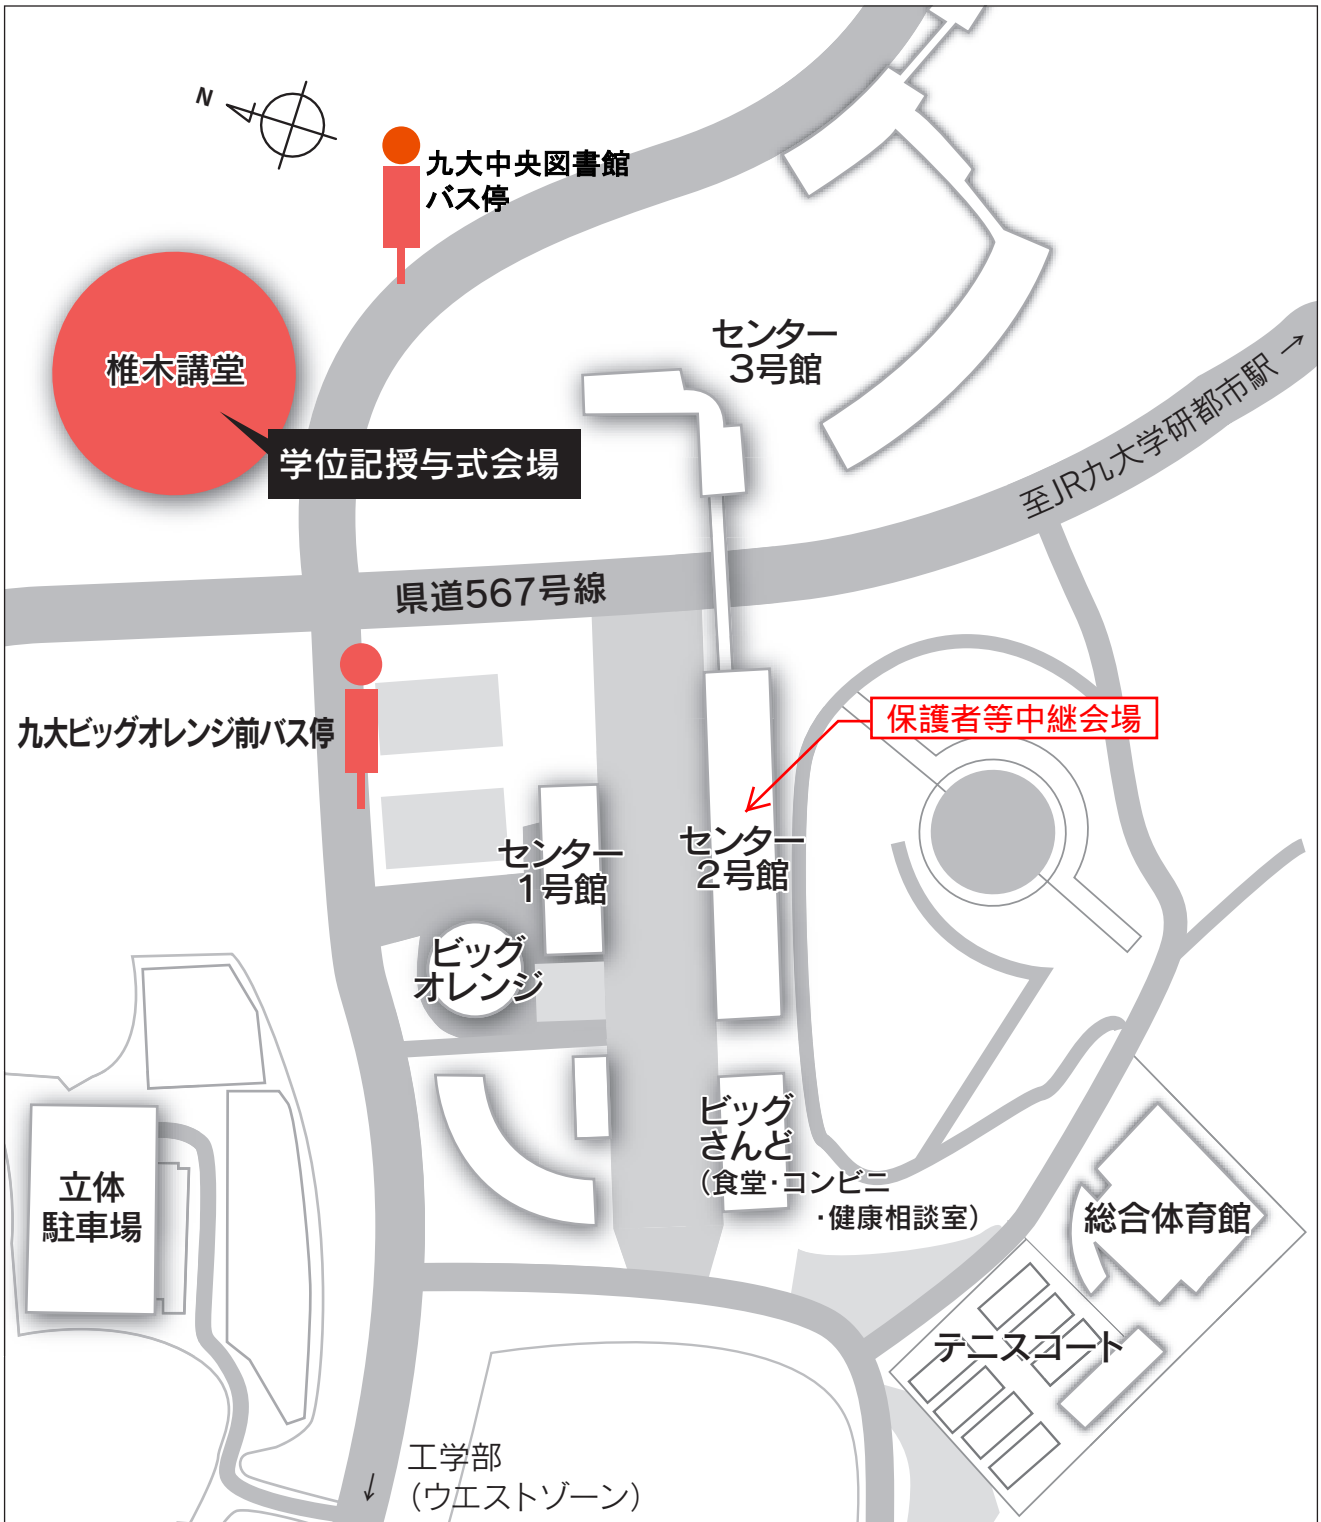 N
九大中央図書館
バス停
椎木講堂
学位記授与式会場
センター
3号館
至JR九大学研都市駅 →
県道567号線
九大ビッグオレンジ前バス停
保護者等中継会場
センター
1号館
センター
2号館
ビッグ
オレンジ
ビッグ
さんど
（食堂・コンビニ
・健康相談室）
立体
駐車場
総合体育館
テニスコート
↓
工学部
（ウエストゾーン）